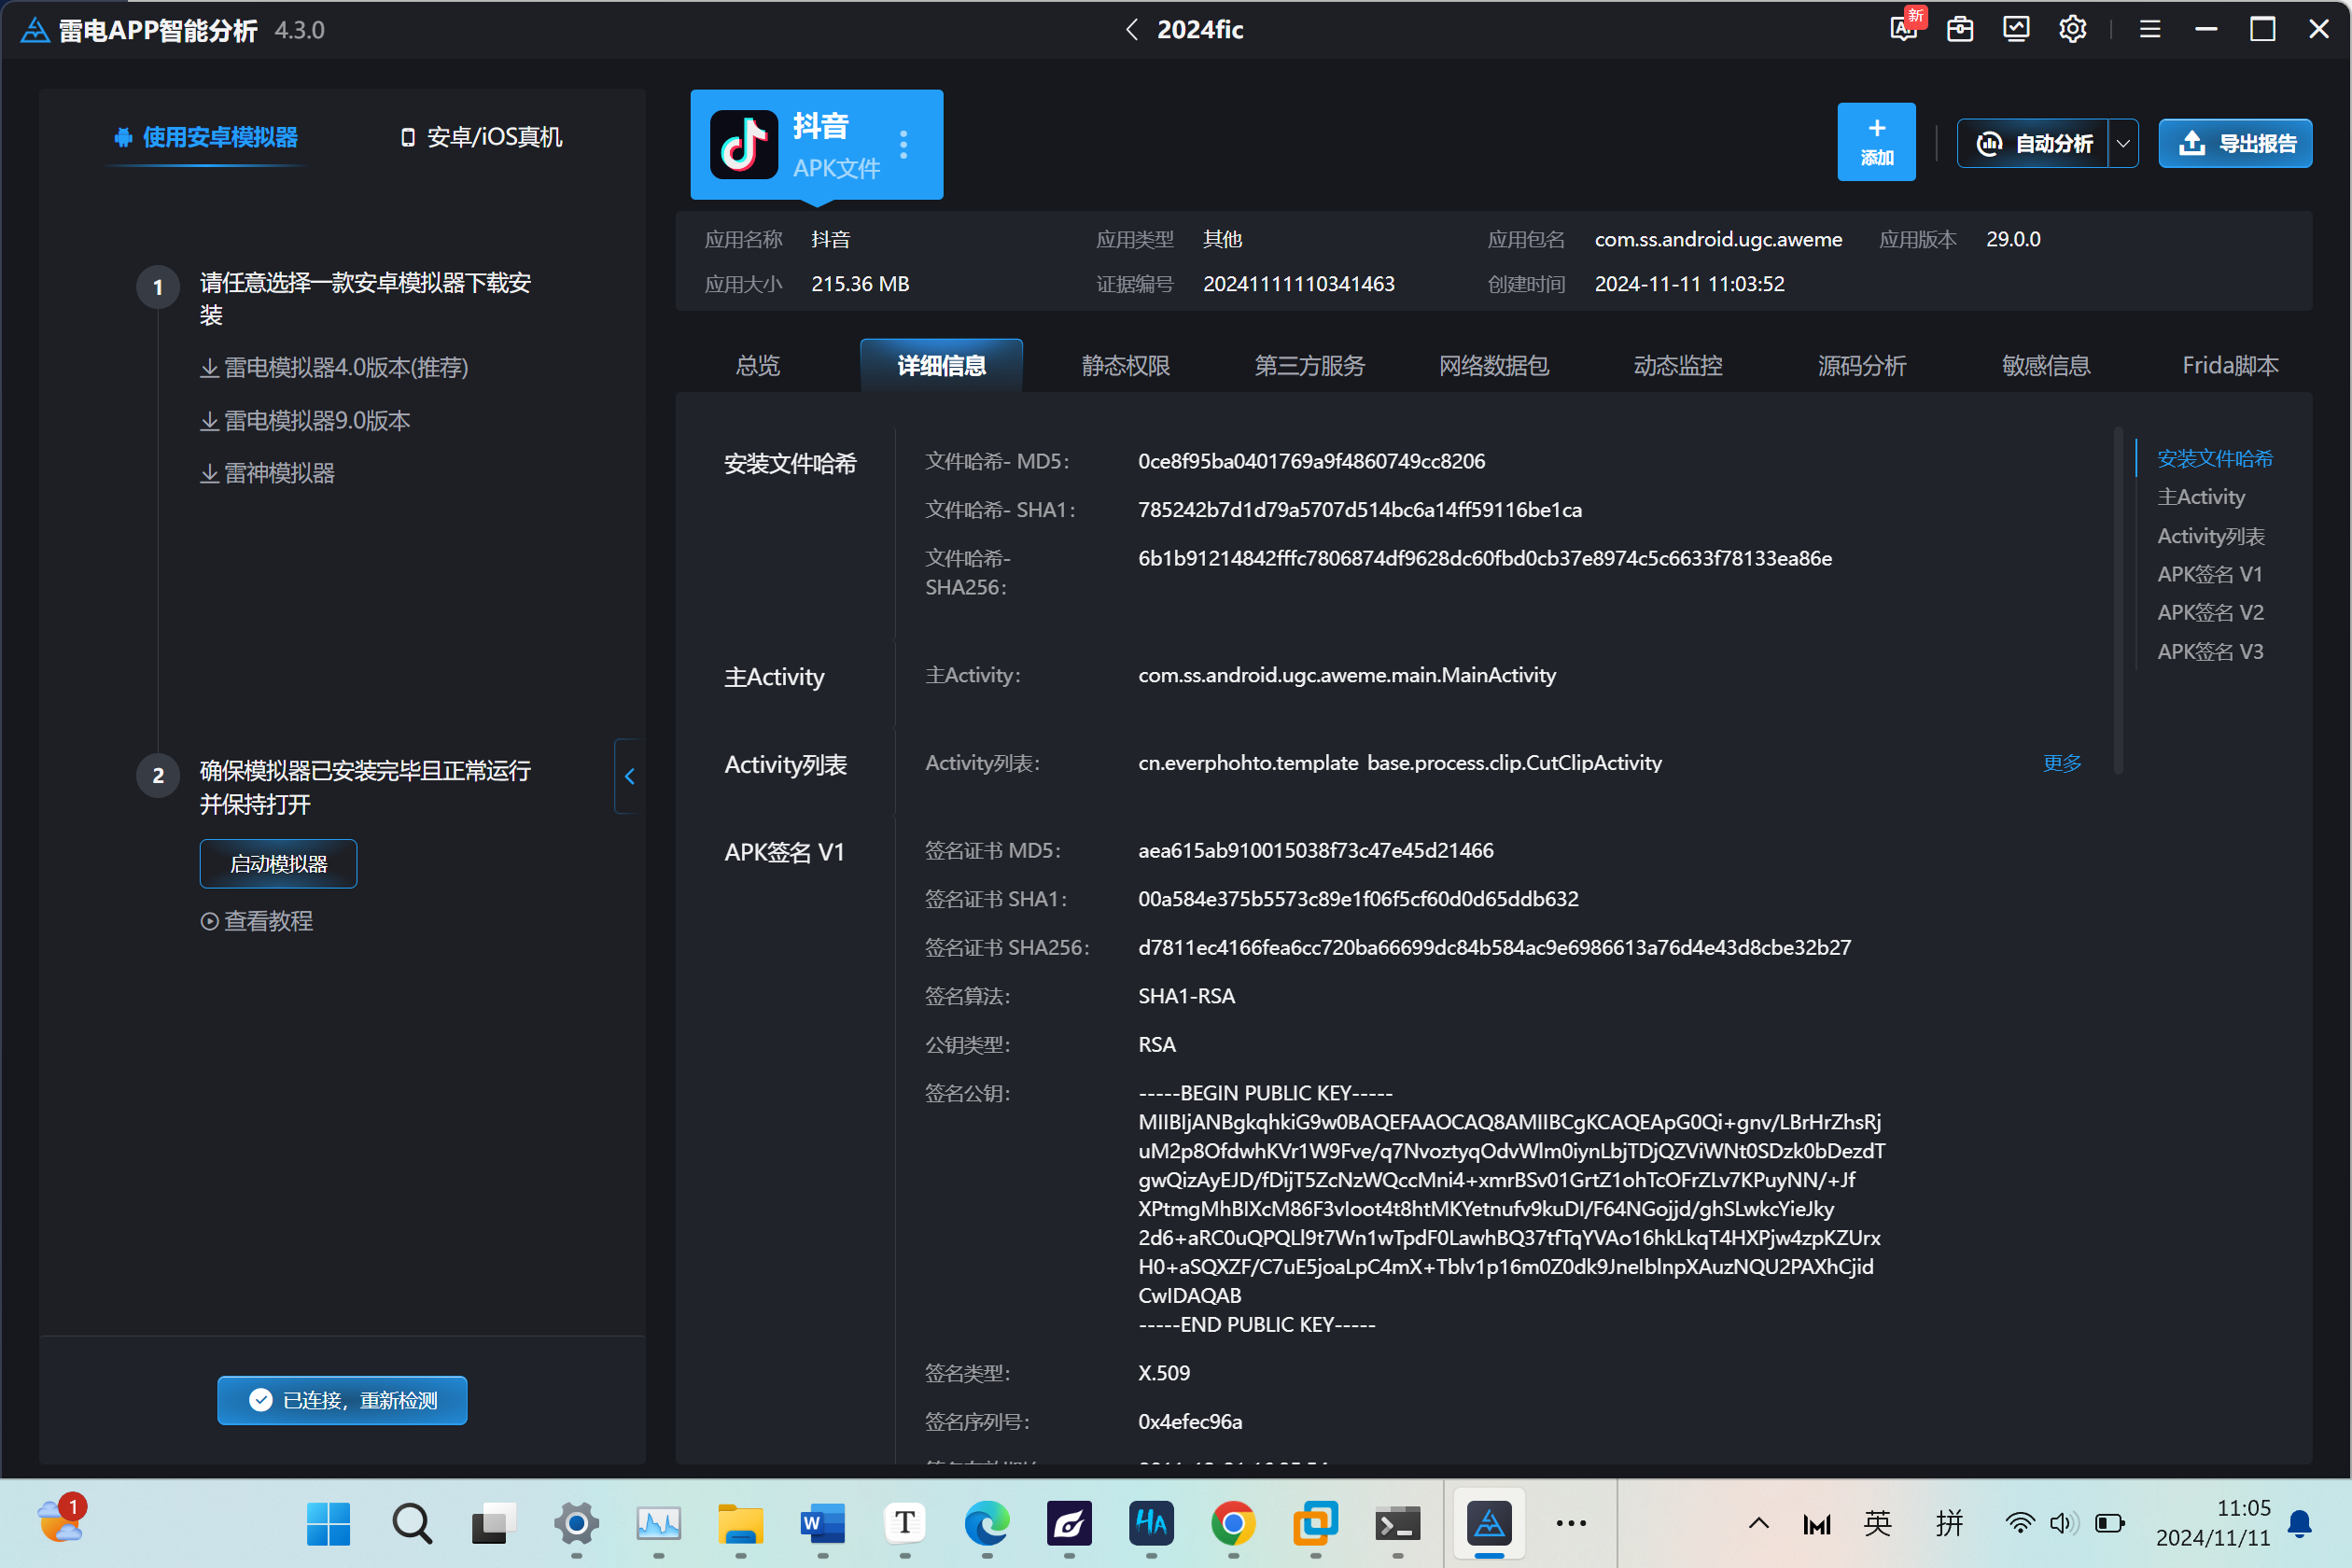 雷电APP智能分析 4.3.0
2024fic
新
使用安卓模拟器
安卓/iOS真机
1
请任意选择一款安卓模拟器下载安
装
雷电模拟器4.0版本(推荐)
雷电模拟器9.0版本
雷神模拟器
2
确保模拟器已安装完毕且正常运行
并保持打开
启动模拟器
查看教程
已连接，重新检测
抖音
APK文件
添加
自动分析
导出报告
应用名称 抖音 应用类型 其他 应用包名 com.ss.android.ugc.aweme 应用版本 29.0.0
应用大小 215.36 MB 证据编号 20241111110341463 创建时间 2024-11-11 11:03:52
总览 详细信息 静态权限 第三方服务 网络数据包 动态监控 源码分析 敏感信息 Frida脚本
安装文件哈希 文件哈希- MD5： 0ce8f95ba0401769a9f4860749cc8206
文件哈希- SHA1： 785242b7d1d79a5707d514bc6a14ff59116be1ca
文件哈希- 6b1b91214842fffc7806874df9628dc60fbd0cb37e8974c5c6633f78133ea86e
SHA256：
主Activity 主Activity： com.ss.android.ugc.aweme.main.MainActivity
Activity列表 Activity列表： cn.everphohto.template base.process.clip.CutClipActivity 更多
APK签名 V1 签名证书 MD5： aea615ab910015038f73c47e45d21466
签名证书 SHA1： 00a584e375b5573c89e1f06f5cf60d0d65ddb632
签名证书 SHA256： d7811ec4166fea6cc720ba66699dc84b584ac9e6986613a76d4e43d8cbe32b27
签名算法： SHA1-RSA
公钥类型： RSA
签名公钥： -----BEGIN PUBLIC KEY-----
MIIBIjANBgkqhkiG9w0BAQEFAAOCAQ8AMIIBCgKCAQEApG0Qi+gnv/LBrHrZhsRj
uM2p8OfdwhKVr1W9Fve/q7NvoztyqOdvWlm0iynLbjTDjQZViWNt0SDzk0bDezdT
gwQizAyEJD/fDijT5ZcNzWQccMni4+xmrBSv01GrtZ1ohTcOFrZLv7KPuyNN/+Jf
XPtmgMhBIXcM86F3vIoot4t8htMKYetnufv9kuDI/F64NGojjd/ghSLwkcYieJky
2d6+aRC0uQPQLl9t7Wn1wTpdF0LawhBQ37tfTqYVAo16hkLkqT4HXPjw4zpKZUrx
H0+aSQXZF/C7uE5joaLpC4mX+Tblv1p16m0Z0dk9JneIblnpXAuzNQU2PAXhCjid
CwIDAQAB
-----END PUBLIC KEY-----
签名类型： X.509
签名序列号： 0x4efec96a
安装文件哈希
主Activity
Activity列表
APK签名 V1
APK签名 V2
APK签名 V3
1
英
拼
11:05
2024/11/11